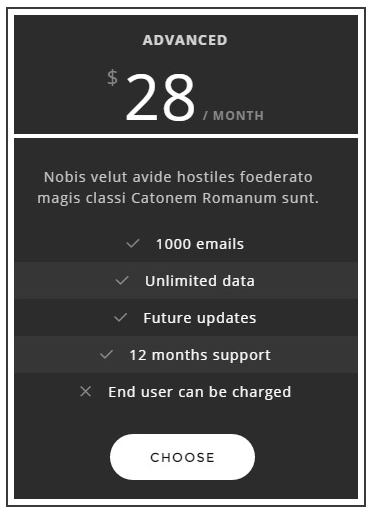 ADVANCED
$ 28 / MONTH
Nobis velut avide hostiles foederato
magis classi Catonem Romanum sunt.
1000 emails
Unlimited data
Future updates
12 months support
End user can be charged
CHOOSE